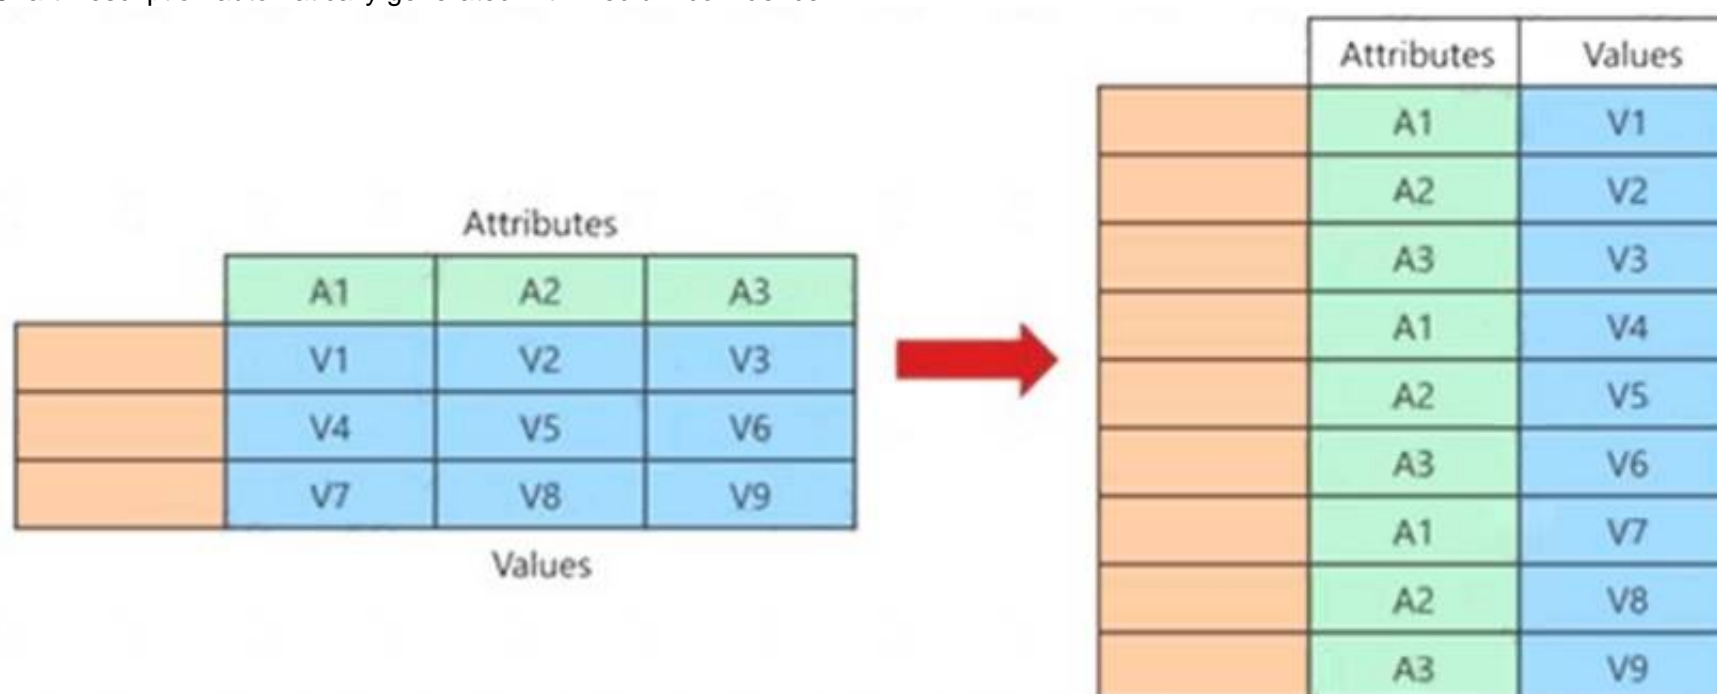 Attributes
A1 A2 A3
V1 V2 V3
V4 V5 V6
V7 V8 V9
Values
Attributes Values
A1 V1
A2 V2
A3 V3
A1 V4
A2 V5
A3 V6
A1 V7
A2 V8
A3 V9